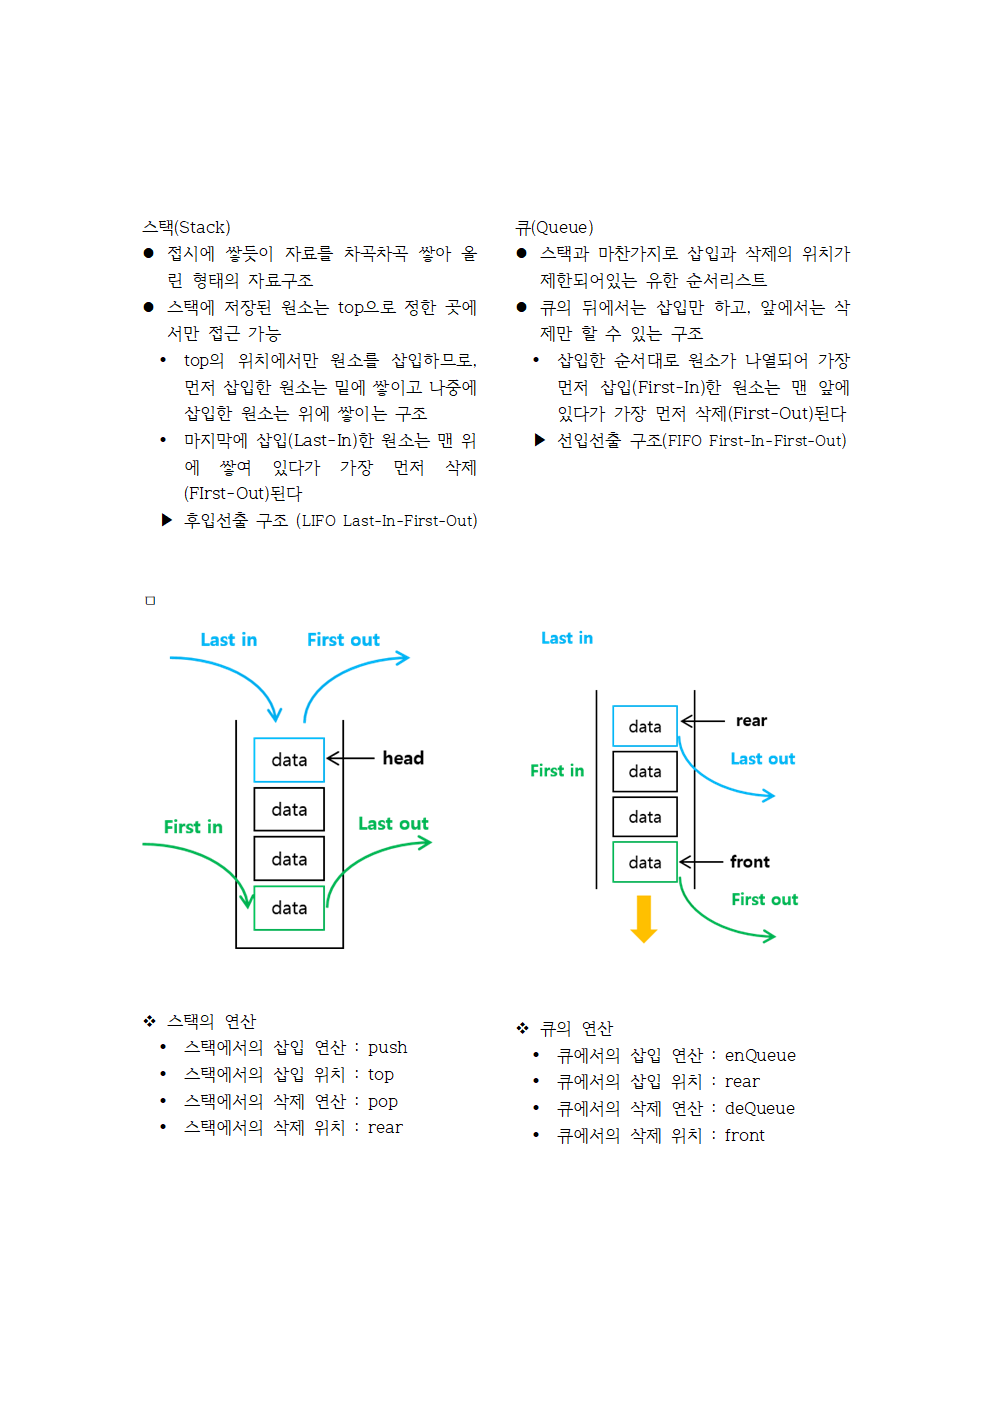 스택(Stack)
● 접시에 쌓듯이 자료를 차곡차곡 쌓아 올
린 형태의 자료구조
● 스택에 저장된 원소는 top으로 정한 곳에
서만 접근 가능
• top의 위치에서만 원소를 삽입하므로,
먼저 삽입한 원소는 밑에 쌓이고 나중에
삽입한 원소는 위에 쌓이는 구조
• 마지막에 삽입(Last-In)한 원소는 맨 위
에 쌓여 있다가 가장 먼저 삭제
(FIrst-Out)된다
▶ 후입선출 구조 (LIFO Last-In-First-Out)
큐(Queue)
● 스택과 마찬가지로 삽입과 삭제의 위치가
제한되어있는 유한 순서리스트
● 큐의 뒤에서는 삽입만 하고, 앞에서는 삭
제만 할 수 있는 구조
• 삽입한 순서대로 원소가 나열되어 가장
먼저 삽입(First-In)한 원소는 맨 앞에
있다가 가장 먼저 삭제(First-Out)된다
▶ 선입선출 구조(FIFO First-In-First-Out)
ㅁ
Last in
First out
data
head
data
First in
Last out
data
data
Last in
data
rear
Last out
First in
data
data
data
front
First out
❖ 스택의 연산
• 스택에서의 삽입 연산 : push
• 스택에서의 삽입 위치 : top
• 스택에서의 삭제 연산 : pop
• 스택에서의 삭제 위치 : rear
❖ 큐의 연산
• 큐에서의 삽입 연산 : enQueue
• 큐에서의 삽입 위치 : rear
• 큐에서의 삭제 연산 : deQueue
• 큐에서의 삭제 위치 : front